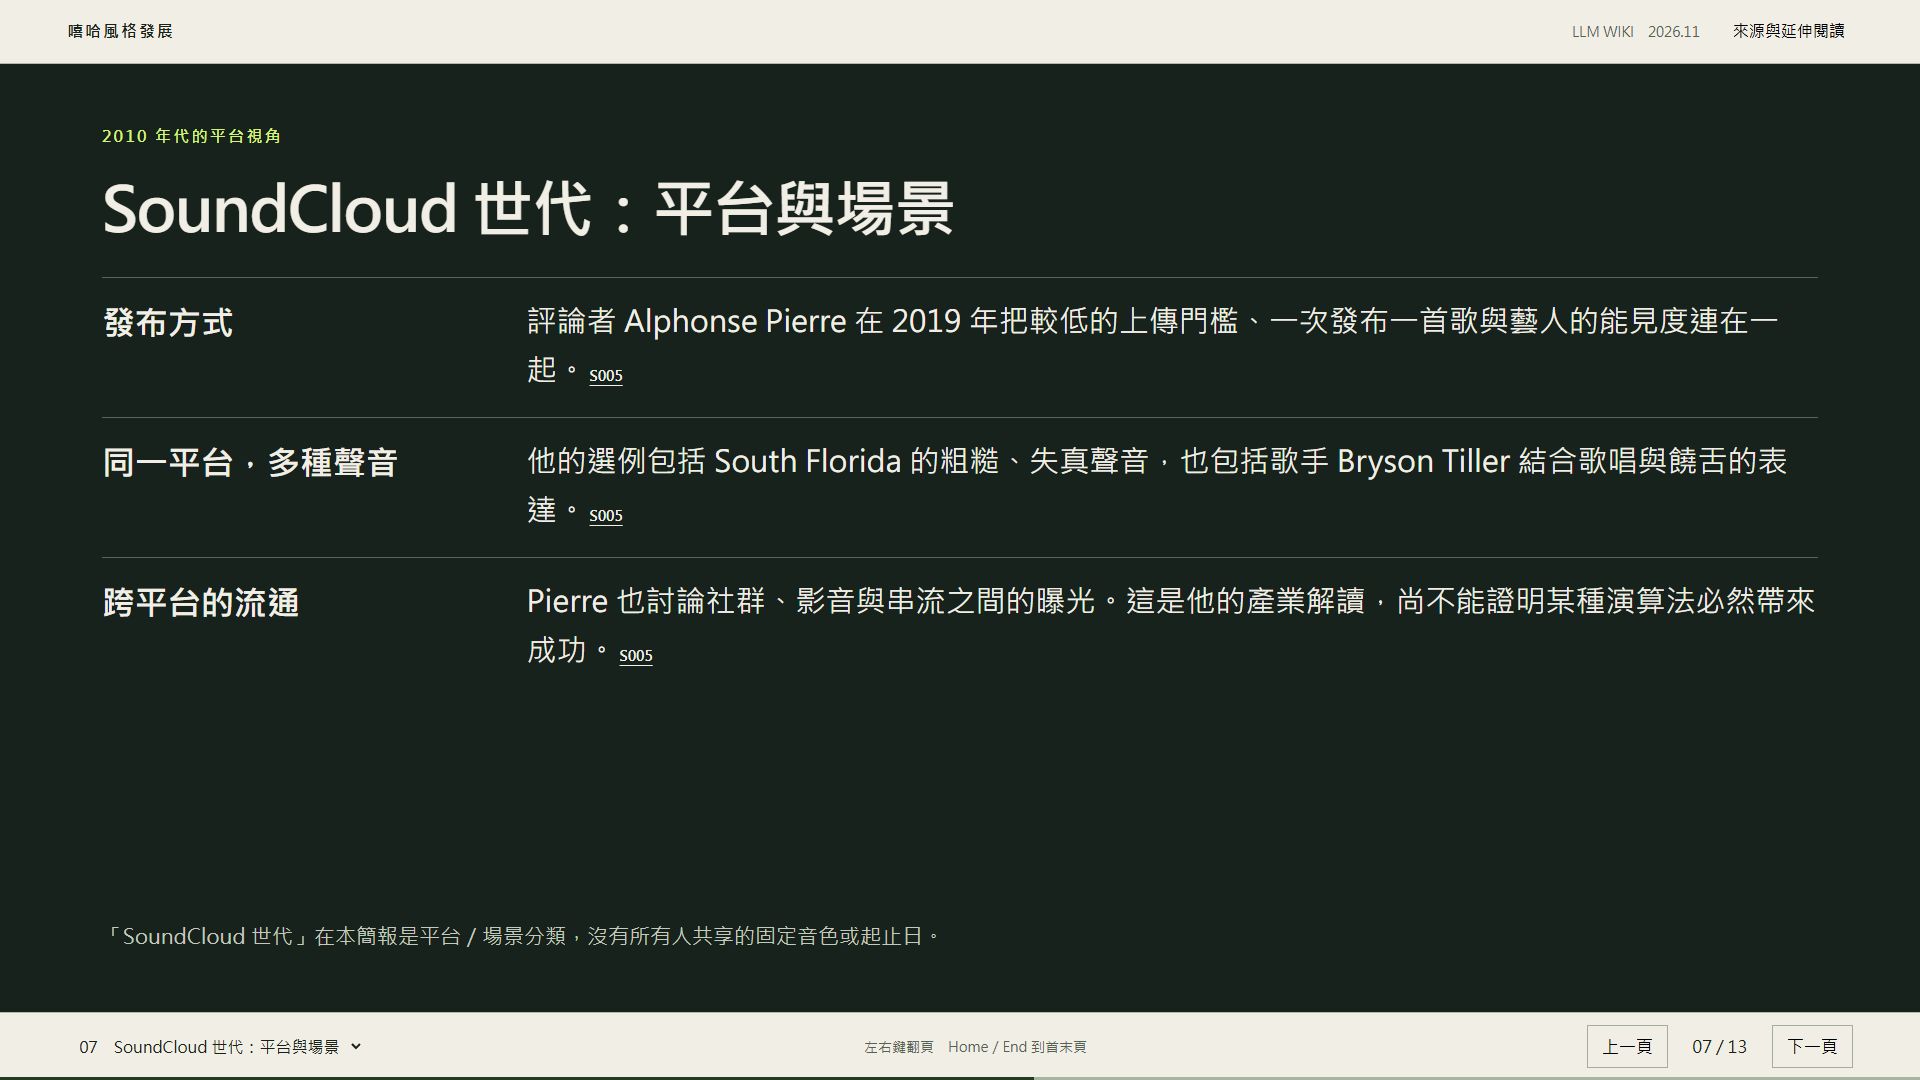 嘻哈風格發展
LLM WIKI 2026.11 來源與延伸閱讀
2010 年代的平台視角
SoundCloud 世代：平台與場景
發布方式
評論者 Alphonse Pierre 在 2019 年把較低的上傳門檻、一次發布一首歌與藝人的能見度連在一
起。 S005
同一平台，多種聲音
他的選例包括 South Florida 的粗糙、失真聲音，也包括歌手 Bryson Tiller 結合歌唱與饒舌的表
達。 S005
跨平台的流通
Pierre 也討論社群、影音與串流之間的曝光。這是他的產業解讀，尚不能證明某種演算法必然帶來
成功。 S005
「SoundCloud 世代」在本簡報是平台 / 場景分類，沒有所有人共享的固定音色或起止日。
07 SoundCloud 世代：平台與場景
左右鍵翻頁 Home / End 到首末頁
上一頁 07 / 13 下一頁